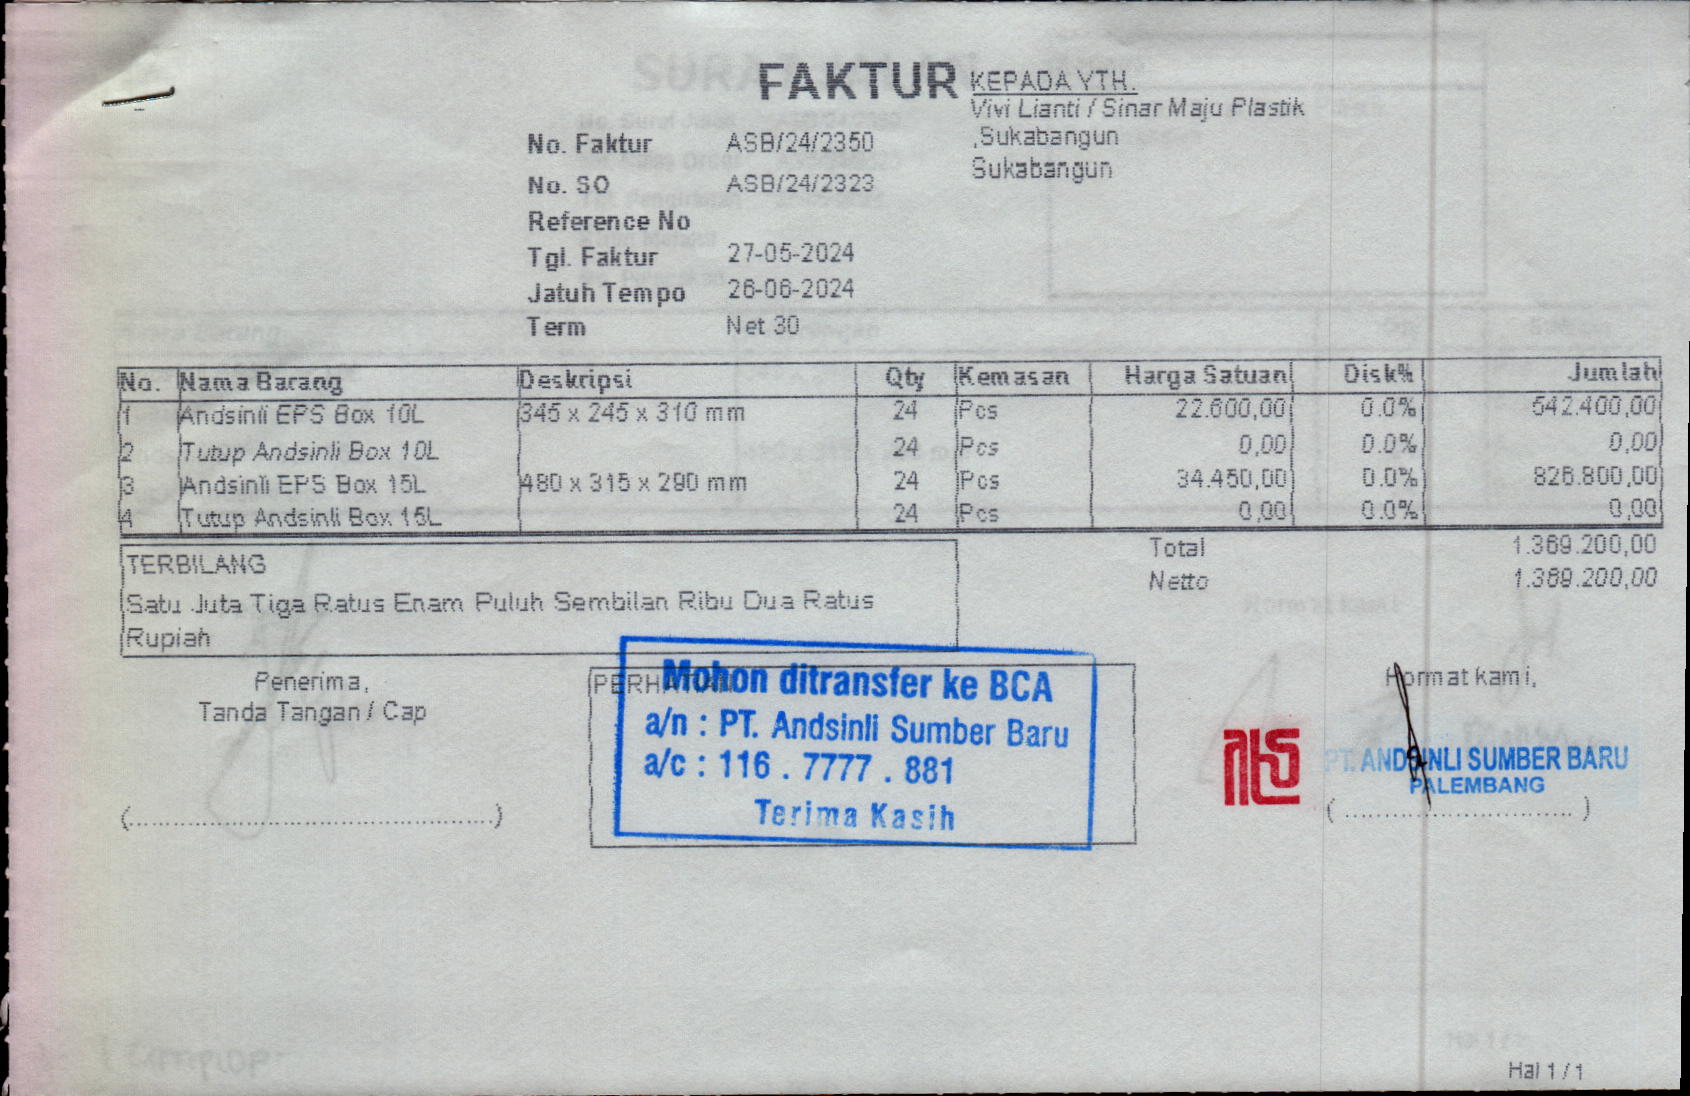 FAKTUR
KEPADA YTH.
Vivi Lianti / Sinar Maju Plastik
,Sukabangun
Sukabangun
No. Faktur ASB/24/2350
No. SO ASB/24/2323
Reference No
Tgl. Faktur 27-05-2024
Jatuh Tempo 26-06-2024
Term Net 30
No. Nama Barang Deskripsi Qty Kemasan Harga Satuan Disk% Jumlah
1 Andsinli EPS Box 10L 345 x 245 x 310 mm 24 Pcs 22.600,00 0.0% 542.400,00
2 Tutup Andsinli Box 10L 24 Pcs 0,00 0.0% 0,00
3 Andsinli EPS Box 15L 480 x 315 x 290 mm 24 Pcs 34.450,00 0.0% 826.800,00
4 Tutup Andsinli Box 15L 24 Pcs 0,00 0.0% 0,00
Total 1.369.200,00
Netto 1.369.200,00
TERBILANG
Satu Juta Tiga Ratus Enam Puluh Sembilan Ribu Dua Ratus
Rupiah
Penerima,
Tanda Tangan / Cap
(..............................................)
PERHATIAN
Mohon ditransfer ke BCA
a/n : PT. Andsinli Sumber Baru
a/c : 116 . 7777 . 881
Terima Kasih
Hormat kami,
PT. ANDSINLI SUMBER BARU
PALEMBANG
(.............................)
Hal 1 / 1